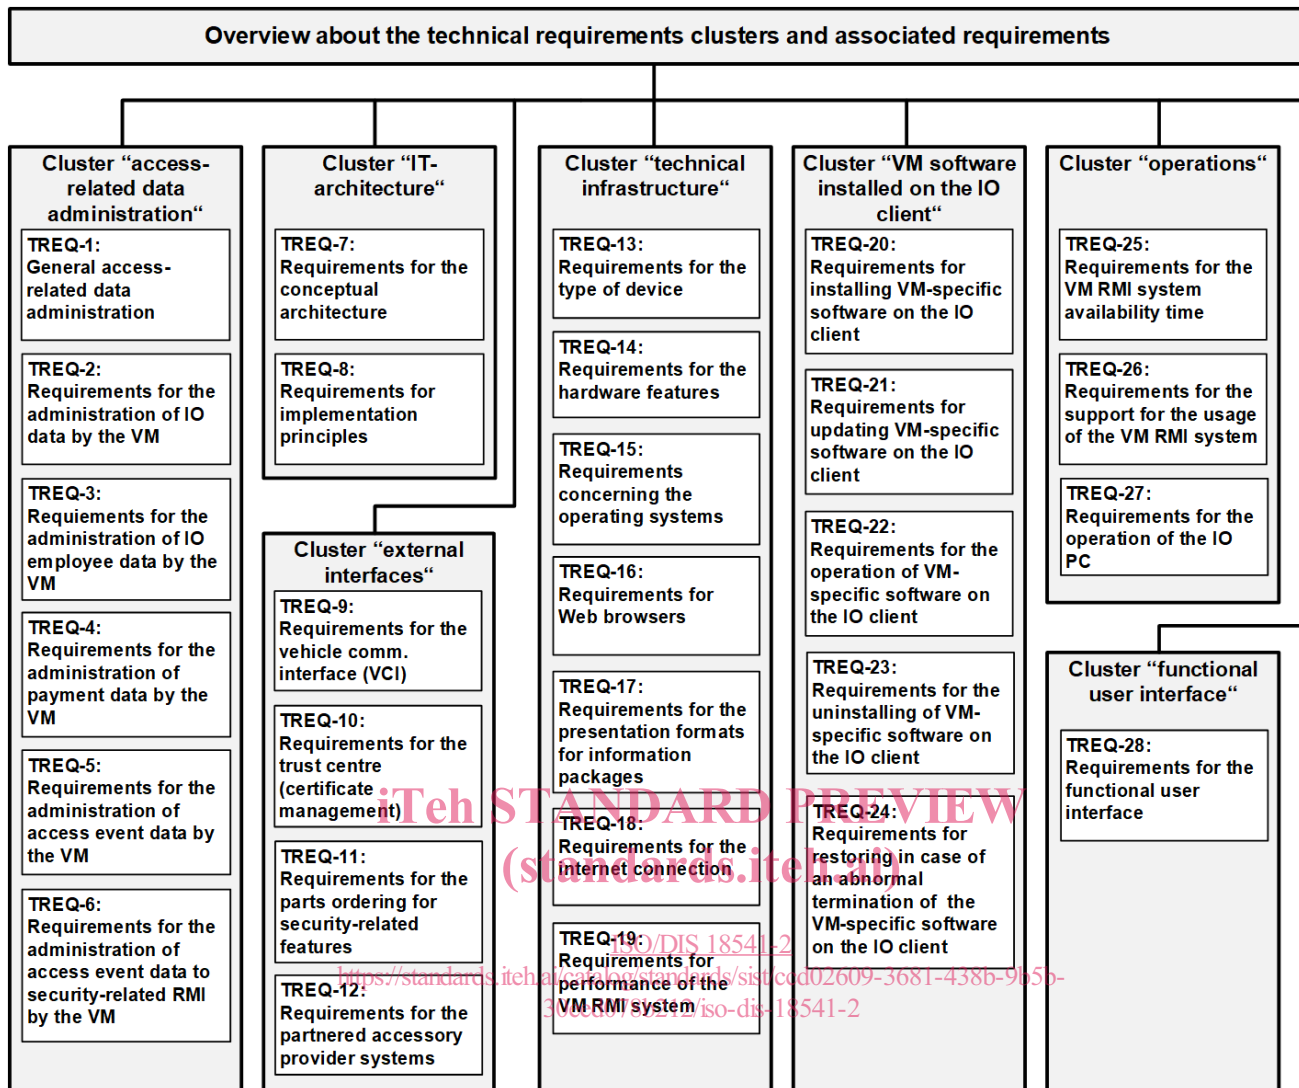 Overview about the technical requirements clusters and associated requirements
Cluster “access-
related data
administration“
TREQ-1:
General access-
related data
administration
TREQ-2:
Requirements for the
administration of IO
data by the VM
TREQ-3:
Requiements for the
administration of IO
employee data by the
VM
TREQ-4:
Requirements for the
administration of
payment data by the
VM
TREQ-5:
Requirements for the
administration of
access event data by
the VM
TREQ-6:
Requirements for the
administration of
access event data to
security-related RMI
by the VM
Cluster “IT-
architecture“
TREQ-7:
Requirements for the
conceptual
architecture
TREQ-8:
Requirements for
implementation
principles
Cluster “external
interfaces“
TREQ-9:
Requirements for the
vehicle comm.
interface (VCI)
TREQ-10:
Requirements for the
trust centre
(certificate
management)
TREQ-11:
Requirements for the
parts ordering for
security-related
features
TREQ-12:
Requirements for the
partnered accessory
provider systems
Cluster “technical
infrastructure“
TREQ-13:
Requirements for the
type of device
TREQ-14:
Requirements for the
hardware features
TREQ-15:
Requirements
concerning the
operating systems
TREQ-16:
Requirements for
Web browsers
TREQ-17:
Requirements for the
presentation formats
for information
packages
TREQ-18:
Requirements for the
internet connection
TREQ-19:
Requirements for
performance of the
VM RMI system
Cluster “VM software
installed on the IO
client“
TREQ-20:
Requirements for
installing VM-specific
software on the IO
client
TREQ-21:
Requirements for
updating VM-specific
software on the IO
client
TREQ-22:
Requirements for the
operation of VM-
specific software on
the IO client
TREQ-23:
Requirements for the
uninstalling of VM-
specific software on
the IO client
TREQ-24:
Requirements for
restoring in case of
an abnormal
termination of the
VM-specific software
on the IO client
Cluster “operations“
TREQ-25:
Requirements for the
VM RMI system
availability time
TREQ-26:
Requirements for the
support for the usage
of the VM RMI system
TREQ-27:
Requirements for the
operation of the IO
PC
Cluster “functional
user interface“
TREQ-28:
Requirements for the
functional user
interface
iTeh STANDARD PREVIEW
(standards.iteh.ai)
ISO/DIS 18541-2
https://standards.iteh.ai/catalog/standards/sist/ccd02609-3681-438b-9b5b-